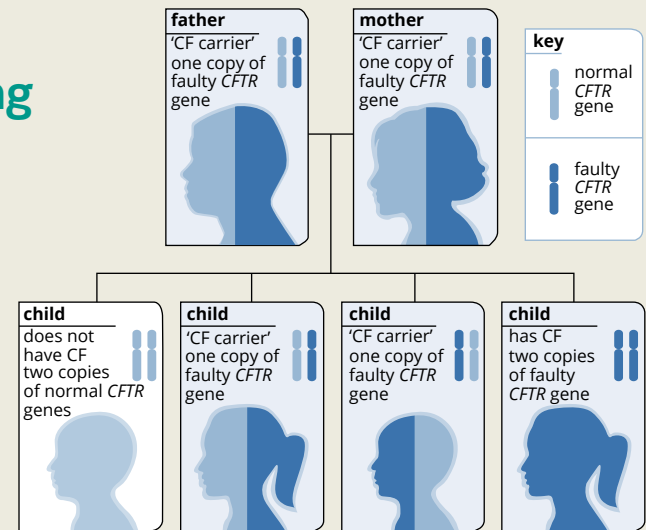 ng
father
'CF carrier'
one copy of
faulty CFTR
gene
mother
'CF carrier'
one copy of
faulty CFTR
gene
key
normal
CFTR
gene
faulty
CFTR
gene
child
does not
have CF
two copies
of normal CFTR
genes
child
'CF carrier'
one copy of
faulty CFTR
gene
child
'CF carrier'
one copy of
faulty CFTR
gene
child
has CF
two copies
of faulty
CFTR gene